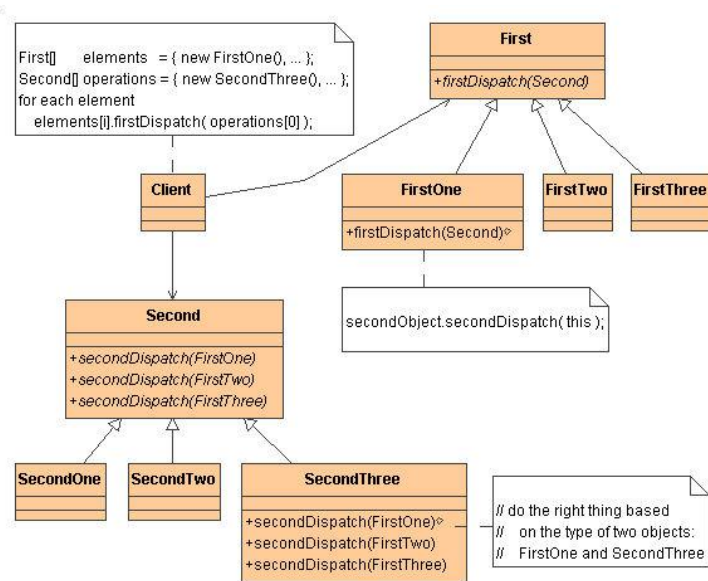 First[] elements = { new FirstOne(), ... };
Second[] operations = { new SecondThree(), ... };
for each element
elements[i].firstDispatch( operations[0] );
First
+firstDispatch(Second)
Client
FirstOne
+firstDispatch(Second)
FirstTwo
FirstThree
secondObject.secondDispatch( this );
Second
+secondDispatch(FirstOne)
+secondDispatch(FirstTwo)
+secondDispatch(FirstThree)
SecondOne
SecondTwo
SecondThree
+secondDispatch(FirstOne)
+secondDispatch(FirstTwo)
+secondDispatch(FirstThree)
// do the right thing based
// on the type of two objects:
// FirstOne and SecondThree